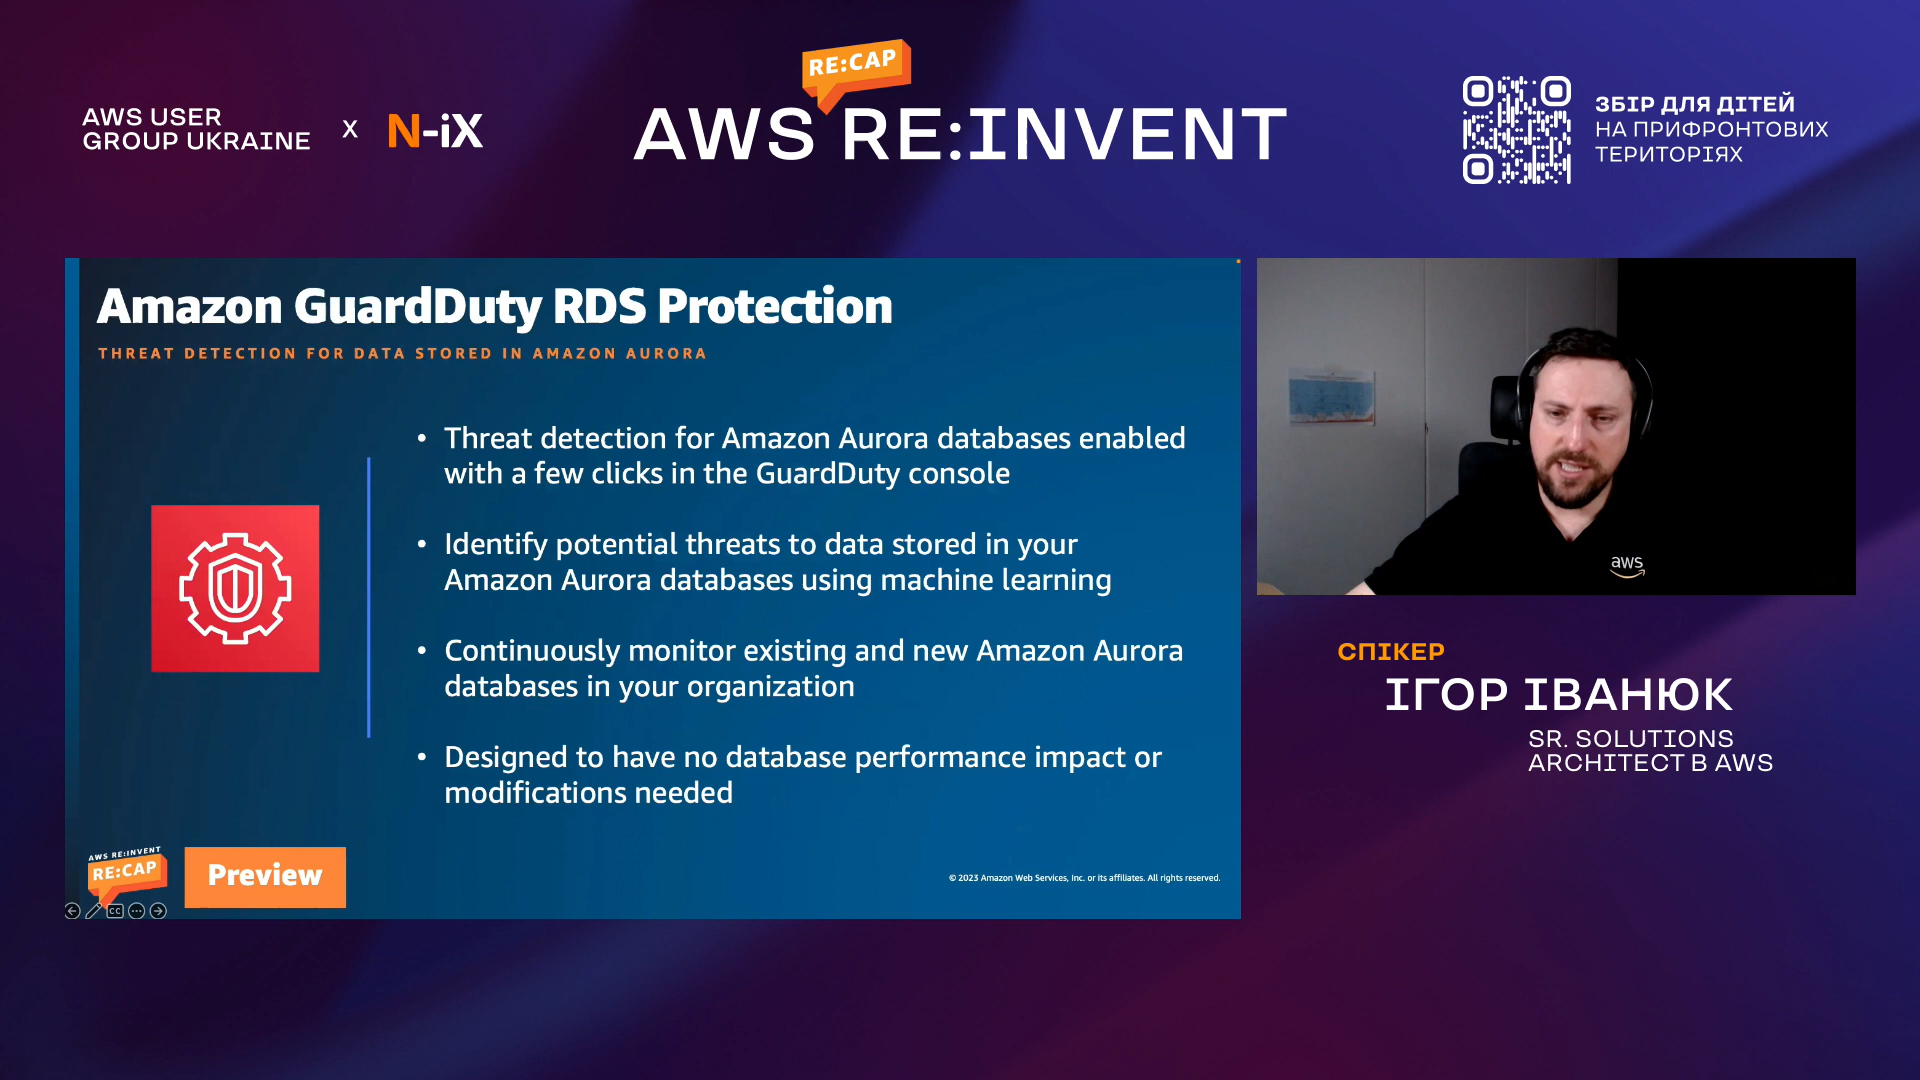 AWS USER
GROUP UKRAINE
X
N-iX
RE:CAP
AWS RE:INVENT
ЗБІР ДЛЯ ДІТЕЙ
НА ПРИФРОНТОВИХ
ТЕРИТОРІЯХ
Amazon GuardDuty RDS Protection
THREAT DETECTION FOR DATA STORED IN AMAZON AURORA
• Threat detection for Amazon Aurora databases enabled
with a few clicks in the GuardDuty console
• Identify potential threats to data stored in your
Amazon Aurora databases using machine learning
• Continuously monitor existing and new Amazon Aurora
databases in your organization
• Designed to have no database performance impact or
modifications needed
AWS RE:INVENT
RE:CAP
Preview
CC
© 2023 Amazon Web Services, Inc. or its affiliates. All rights reserved.
aws
СПІКЕР
ІГОР ІВАНЮК
SR. SOLUTIONS
ARCHITECT В AWS